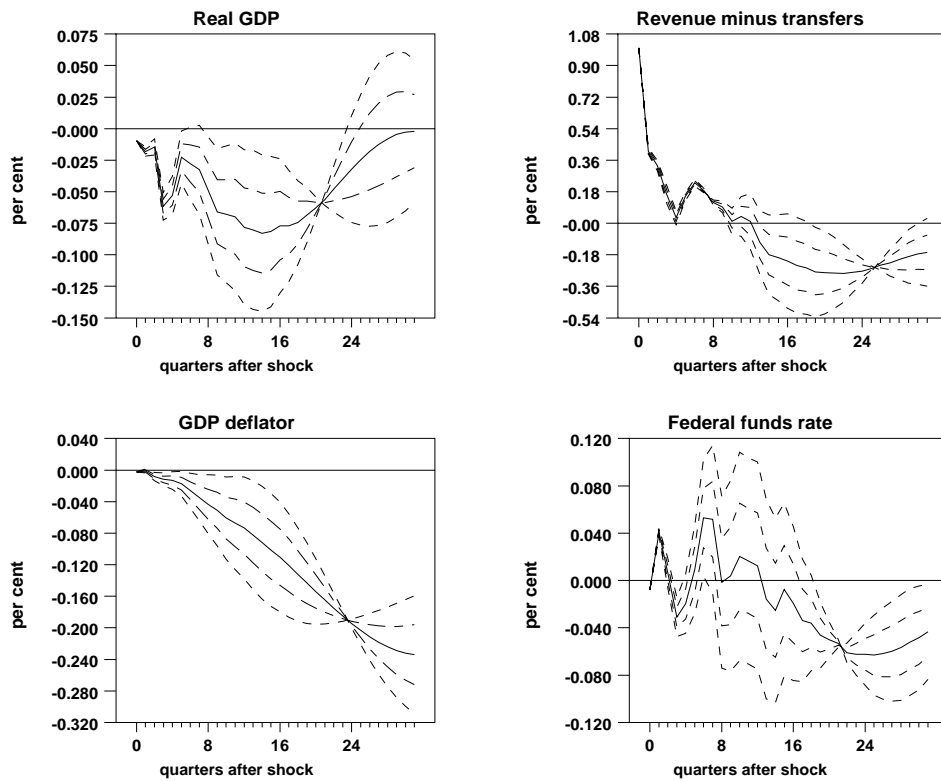 Real GDP
0.075
0.050
0.025
-0.000
-0.025
-0.050
-0.075
-0.100
-0.125
-0.150
per cent
0 8 16 24
quarters after shock
Revenue minus transfers
1.08
0.90
0.72
0.54
0.36
0.18
-0.00
-0.18
-0.36
-0.54
per cent
0 8 16 24
quarters after shock
GDP deflator
0.040
0.000
-0.040
-0.080
-0.120
-0.160
-0.200
-0.240
-0.280
-0.320
per cent
0 8 16 24
quarters after shock
Federal funds rate
0.120
0.080
0.040
0.000
-0.040
-0.080
-0.120
per cent
0 8 16 24
quarters after shock